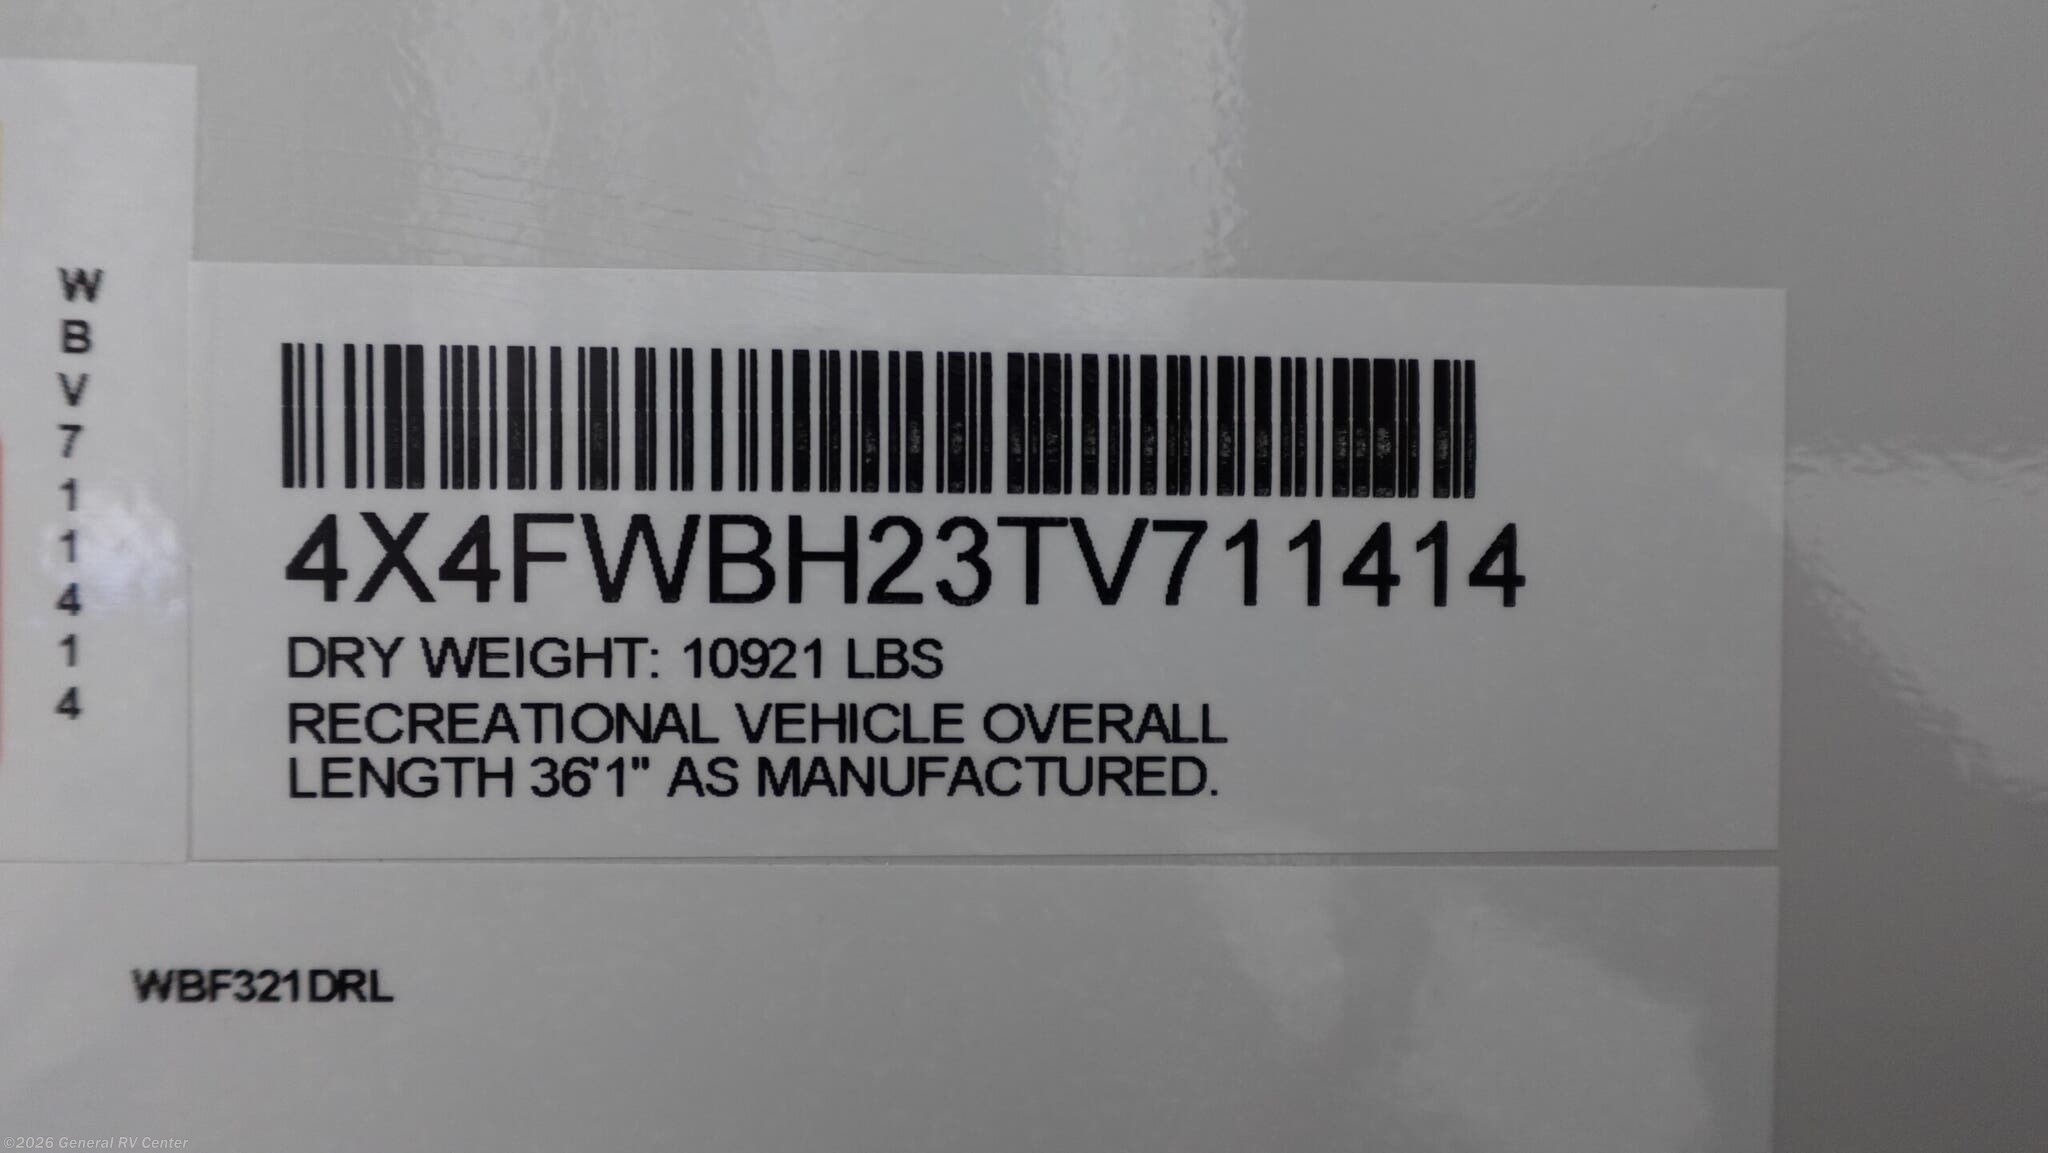 W
B
V
7
1
1
4
1
4
4X4FWBH23TV711414
DRY WEIGHT: 10921 LBS
RECREATIONAL VEHICLE OVERALL
LENGTH 36'1" AS MANUFACTURED.
WBF321DRL
©2026 General RV Center